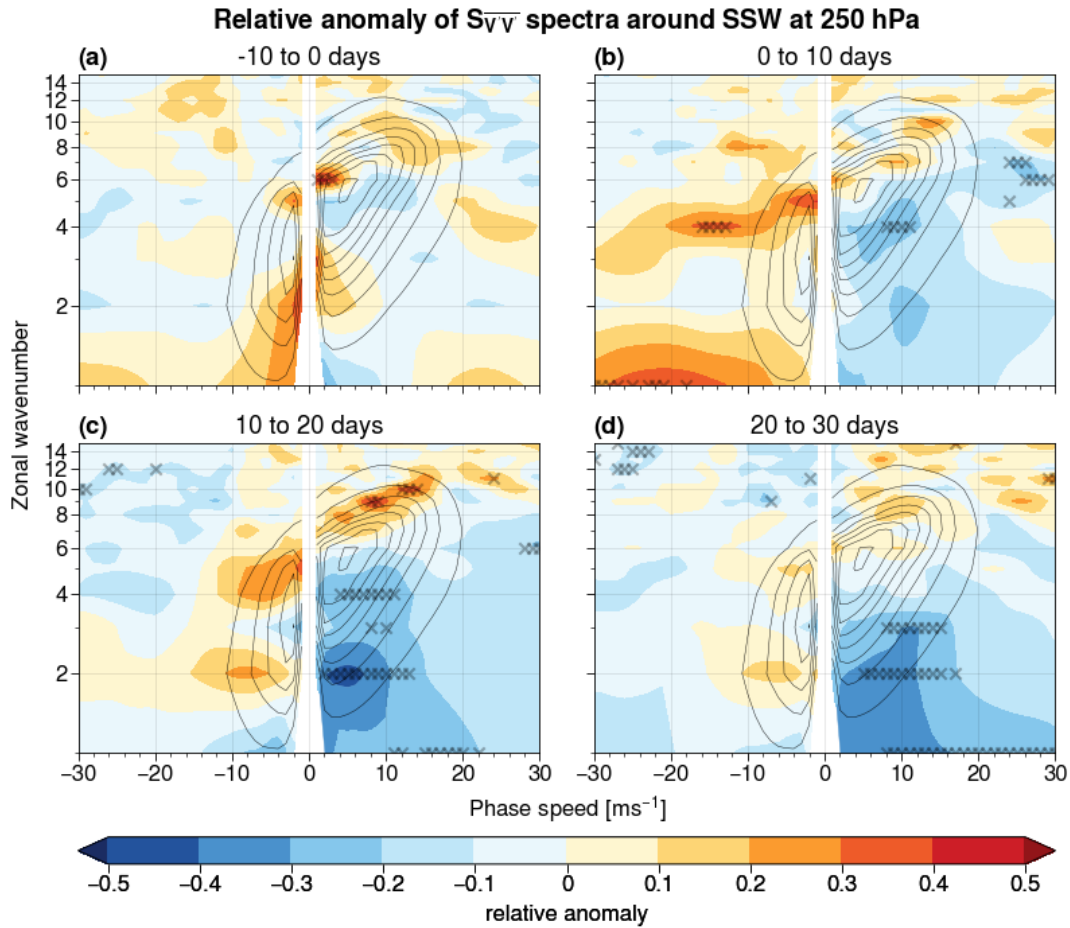 Relative anomaly of S_{\overline{V'V'}} spectra around SSW at 250 hPa
(a) -10 to 0 days
(b) 0 to 10 days
14
12
10
8
6
4
2
(c) 10 to 20 days
(d) 20 to 30 days
14
12
10
8
6
4
2
Zonal wavenumber
−30 −20 −10 0 10 20 30
−30 −20 −10 0 10 20 30
Phase speed [ms⁻¹]
−0.5 −0.4 −0.3 −0.2 −0.1 0 0.1 0.2 0.3 0.4 0.5
relative anomaly